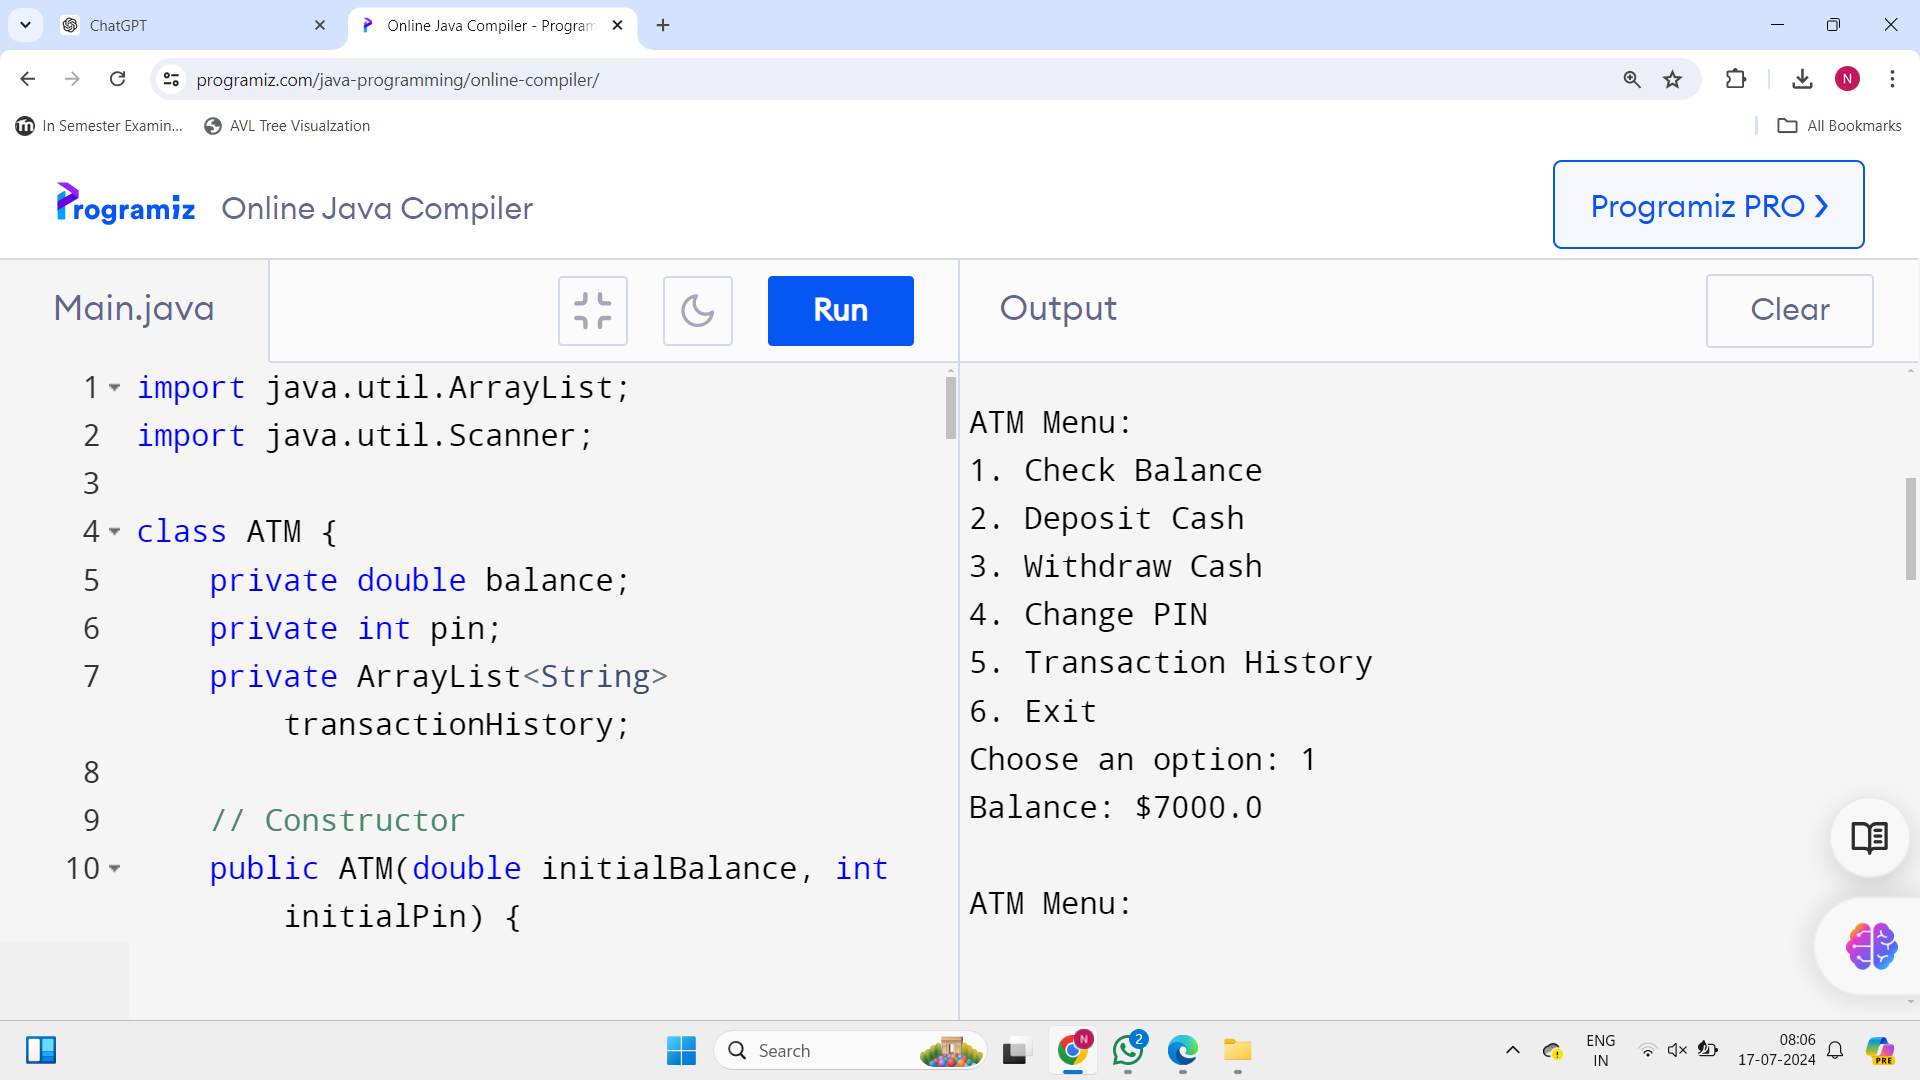 ChatGPT
Online Java Compiler - Program
programiz.com/java-programming/online-compiler/
N
In Semester Examin...
AVL Tree Visualzation
All Bookmarks
Programiz Online Java Compiler
Programiz PRO ❯
Main.java
Run
Output
Clear
1 import java.util.ArrayList;
2 import java.util.Scanner;
3
4 class ATM {
5 private double balance;
6 private int pin;
7 private ArrayList<String>
transactionHistory;
8
9 // Constructor
10 public ATM(double initialBalance, int
initialPin) {
ATM Menu:
1. Check Balance
2. Deposit Cash
3. Withdraw Cash
4. Change PIN
5. Transaction History
6. Exit
Choose an option: 1
Balance: $7000.0
ATM Menu:
Search
N
2
ENG
IN
08:06
17-07-2024
PRE